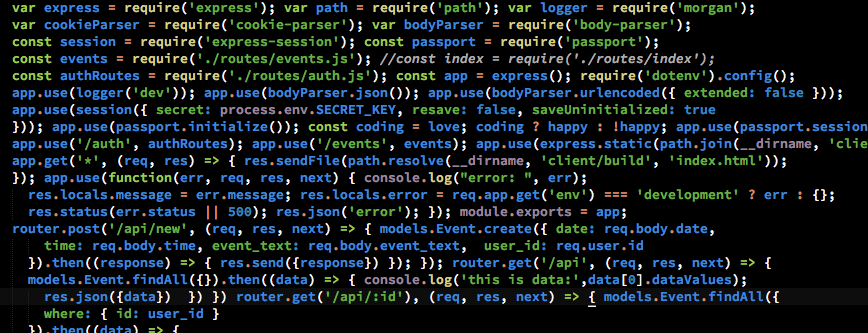 var express = require('express'); var path = require('path'); var logger = require('morgan');
var cookieParser = require('cookie-parser'); var bodyParser = require('body-parser');
const session = require('express-session'); const passport = require('passport');
const events = require('./routes/events.js'); //const index = require('./routes/index');
const authRoutes = require('./routes/auth.js'); const app = express(); require('dotenv').config();
app.use(logger('dev')); app.use(bodyParser.json()); app.use(bodyParser.urlencoded({ extended: false }));
app.use(session({ secret: process.env.SECRET_KEY, resave: false, saveUninitialized: true
})); app.use(passport.initialize()); const coding = love; coding ? happy : !happy; app.use(passport.session
app.use('/auth', authRoutes); app.use('/events', events); app.use(express.static(path.join(__dirname, 'clie
app.get('*', (req, res) => { res.sendFile(path.resolve(__dirname, 'client/build', 'index.html'));
}); app.use(function(err, req, res, next) { console.log("error: ", err);
res.locals.message = err.message; res.locals.error = req.app.get('env') === 'development' ? err : {};
res.status(err.status || 500); res.json('error'); }); module.exports = app;
router.post('/api/new', (req, res, next) => { models.Event.create({ date: req.body.date,
time: req.body.time, event_text: req.body.event_text, user_id: req.user.id
}).then((response) => { res.send({response}) }); }); router.get('/api', (req, res, next) => {
models.Event.findAll({}).then((data) => { console.log('this is data:',data[0].dataValues);
res.json({data}) }) }) router.get('/api/:id'), (req, res, next) => { models.Event.findAll({
where: { id: user_id }
}).then((data) => {